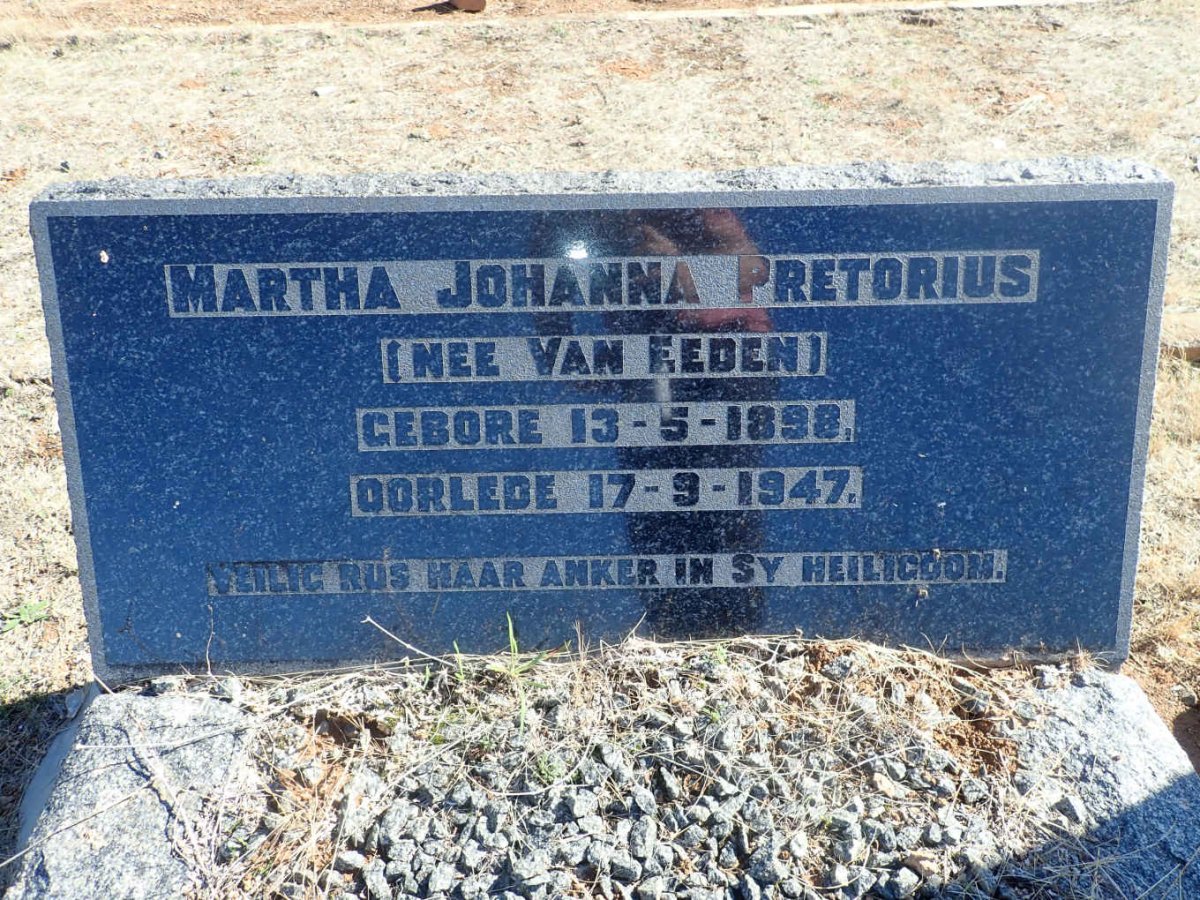 MARTHA JOHANNA PRETORIUS
(NEE VAN EEDEN)
GEBORE 13-5-1898,
OORLEDE 17-9-1947.
VEILIG RUS HAAR ANKER IN SY HEILIGDOM.